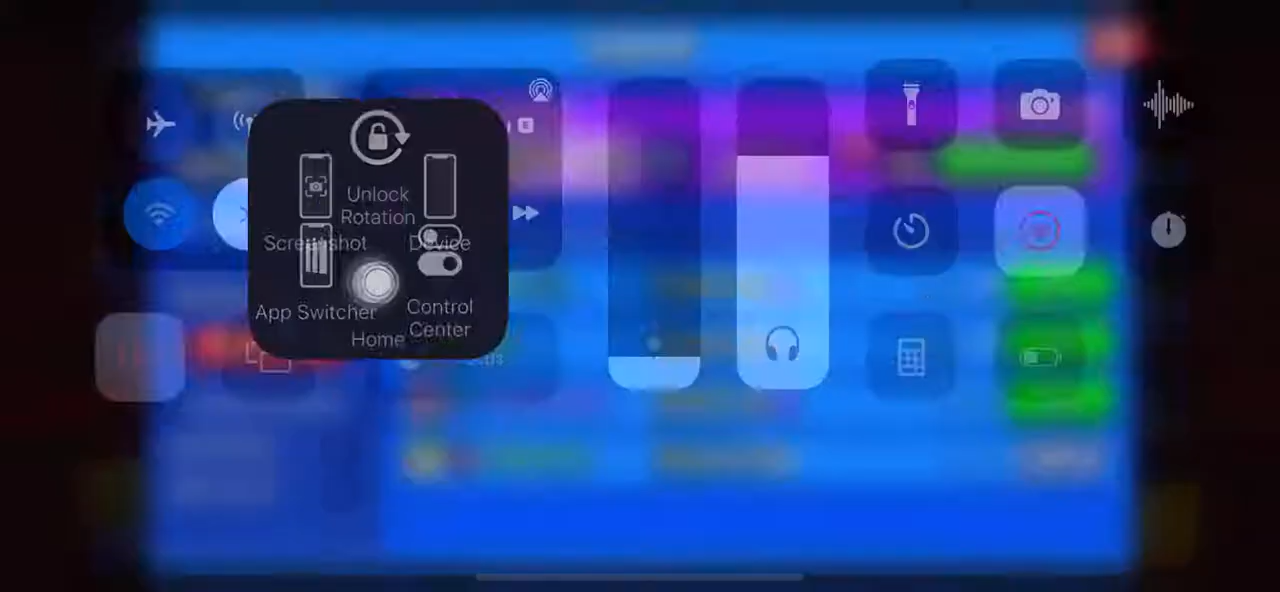 E
Unlock
Rotation
Screenshot
Device
App Switcher
Control
Center
Home